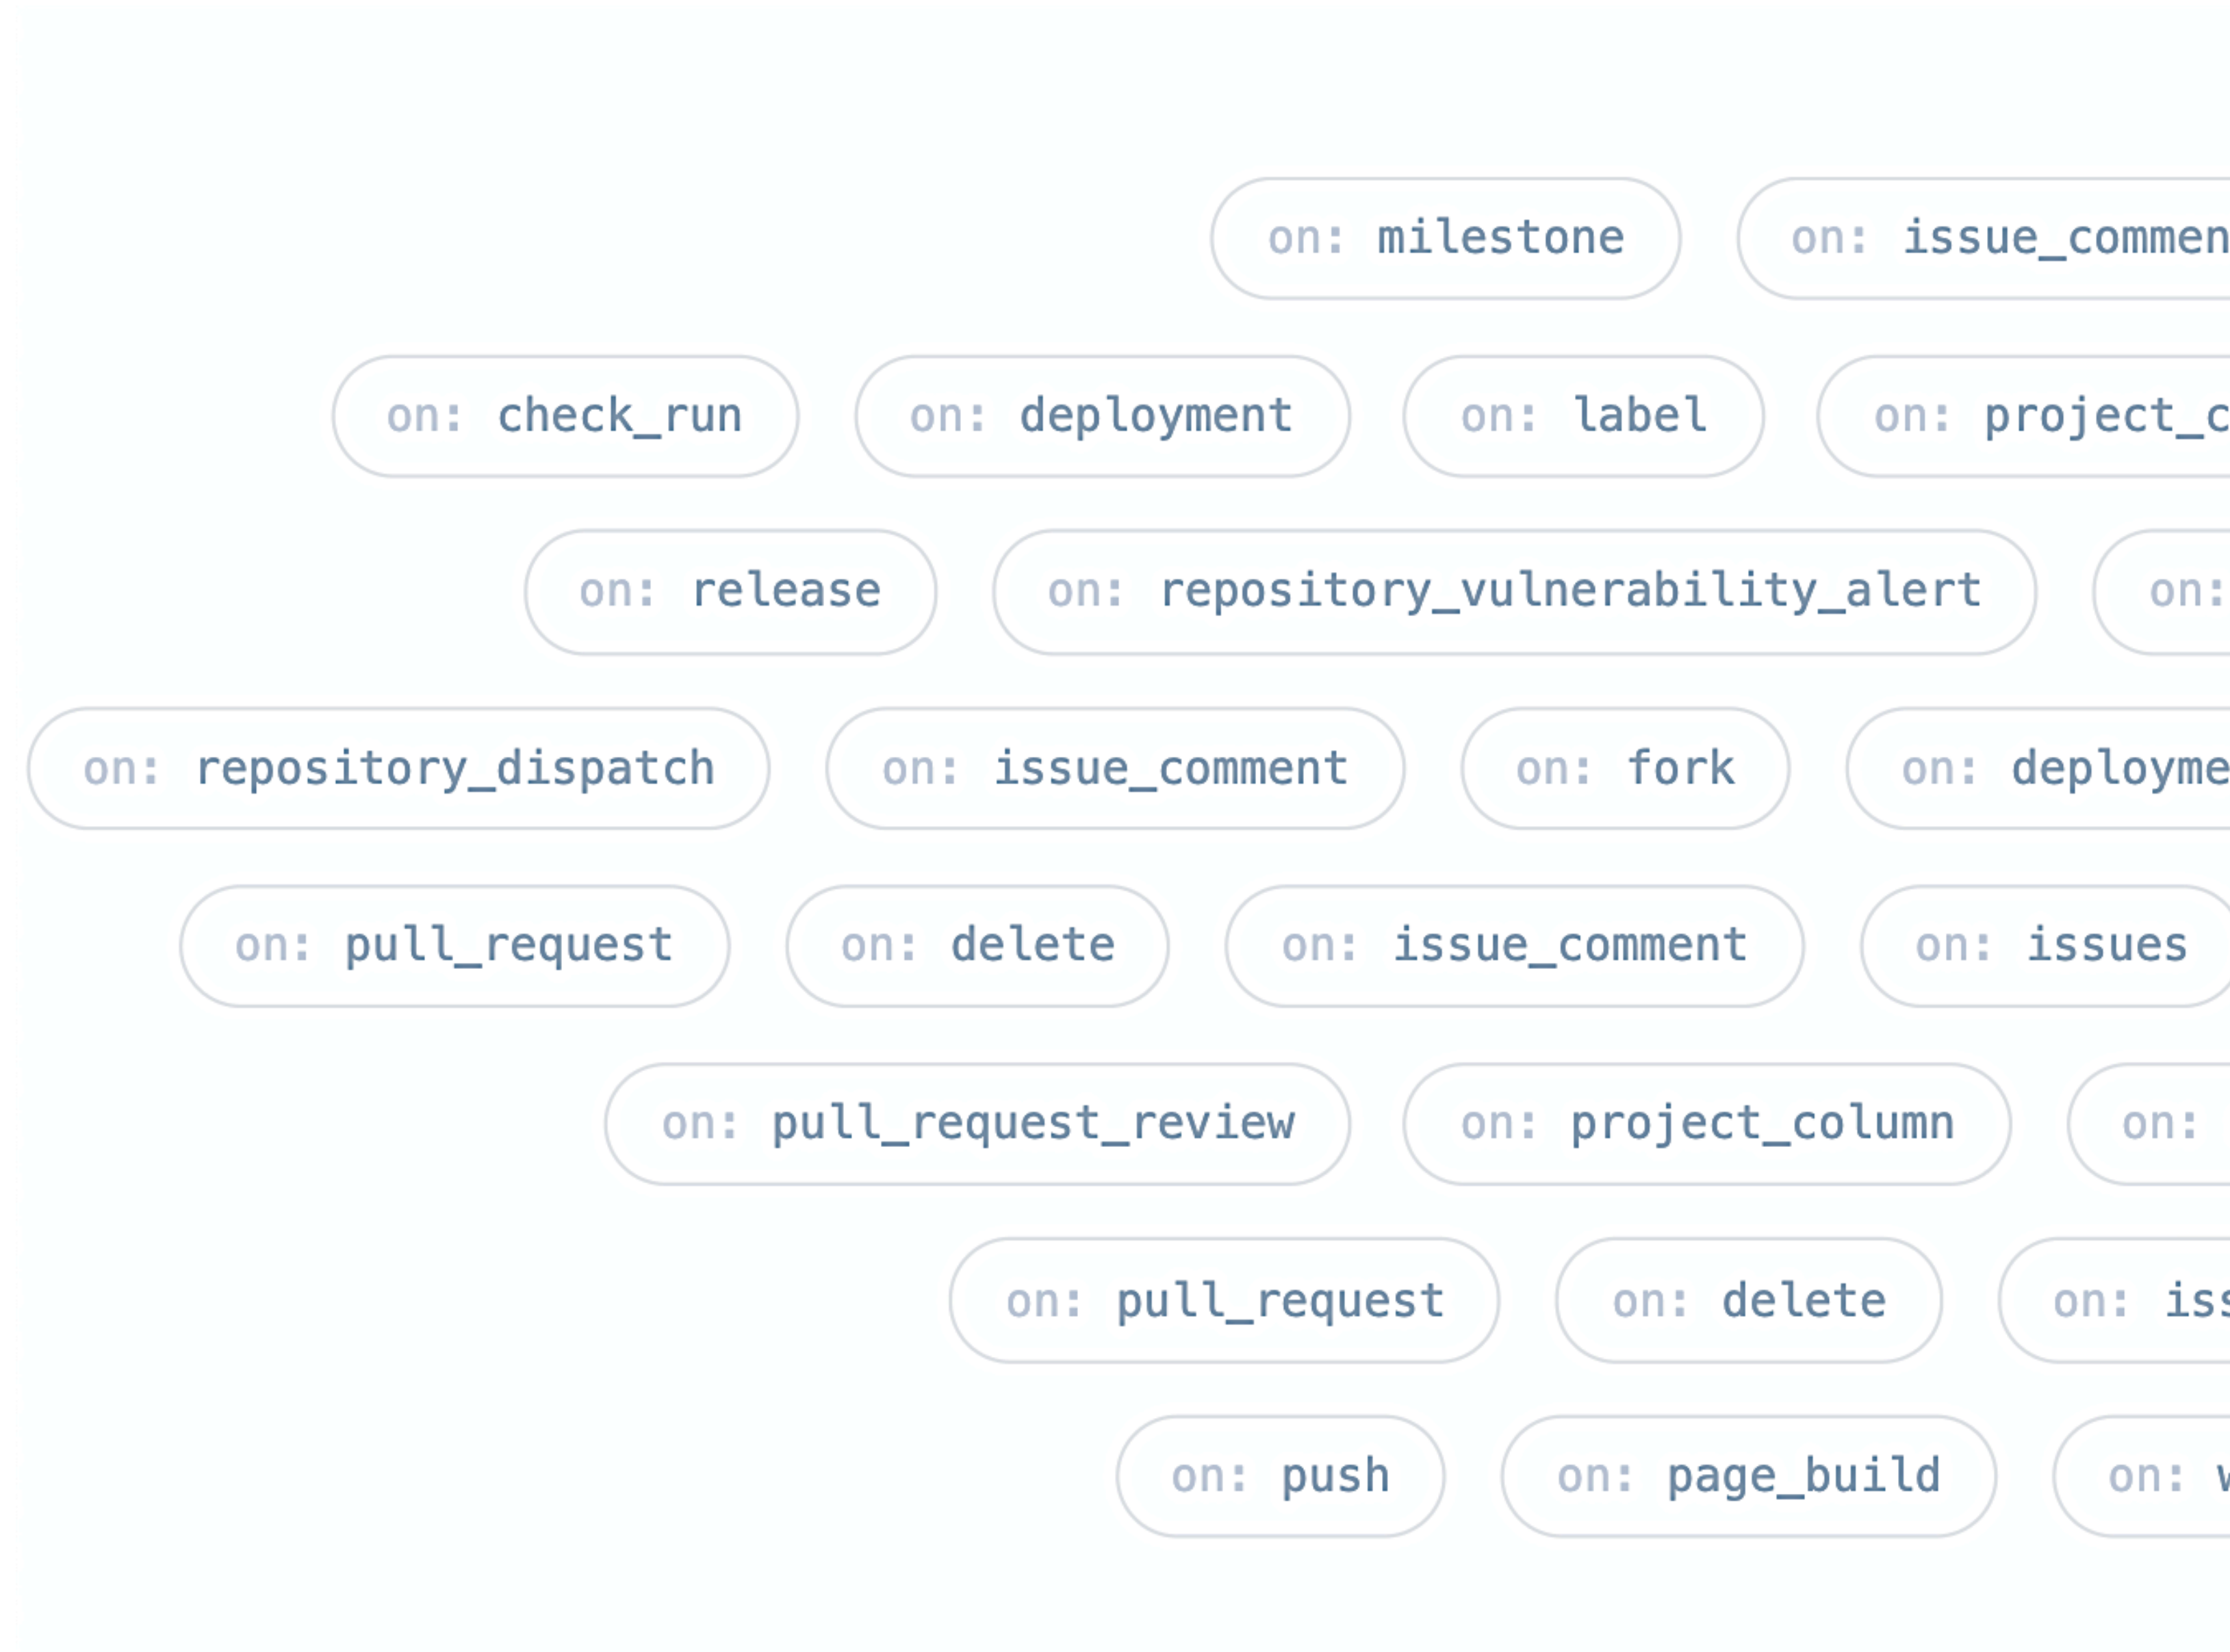 on: milestone on: issue_commen
on: check_run on: deployment on: label on: project_c
on: release on: repository_vulnerability_alert on:
on: repository_dispatch on: issue_comment on: fork on: deployme
on: pull_request on: delete on: issue_comment on: issues
on: pull_request_review on: project_column on:
on: pull_request on: delete on: iss
on: push on: page_build on: w